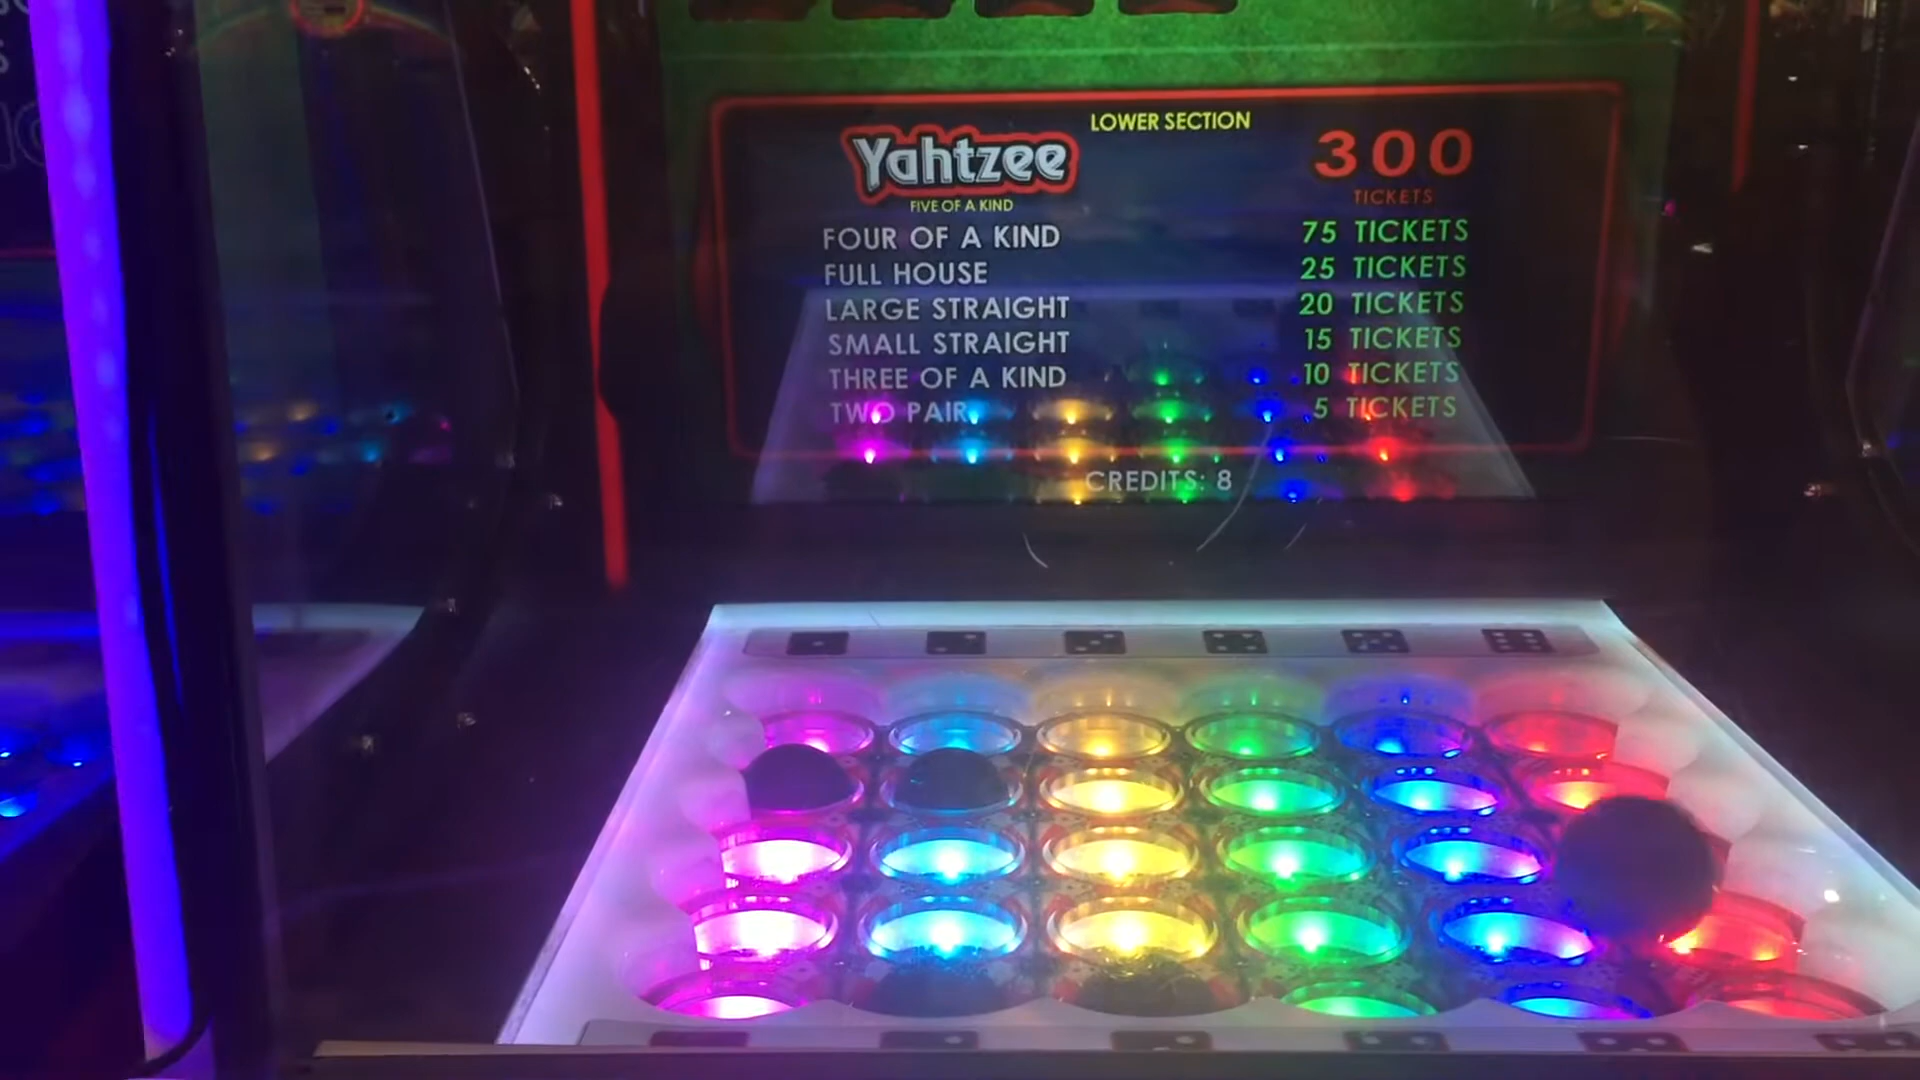 LOWER SECTION
Yahtzee 300
FIVE OF A KIND TICKETS
FOUR OF A KIND 75 TICKETS
FULL HOUSE 25 TICKETS
LARGE STRAIGHT 20 TICKETS
SMALL STRAIGHT 15 TICKETS
THREE OF A KIND 10 TICKETS
TWO PAIR 5 TICKETS
CREDITS: 8